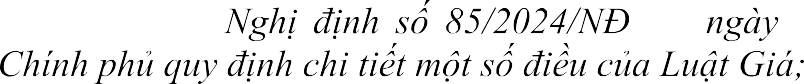 Nghị định số 85/2024/NĐ ngày
Chính phủ quy định chi tiết một số điều của Luật Giá;